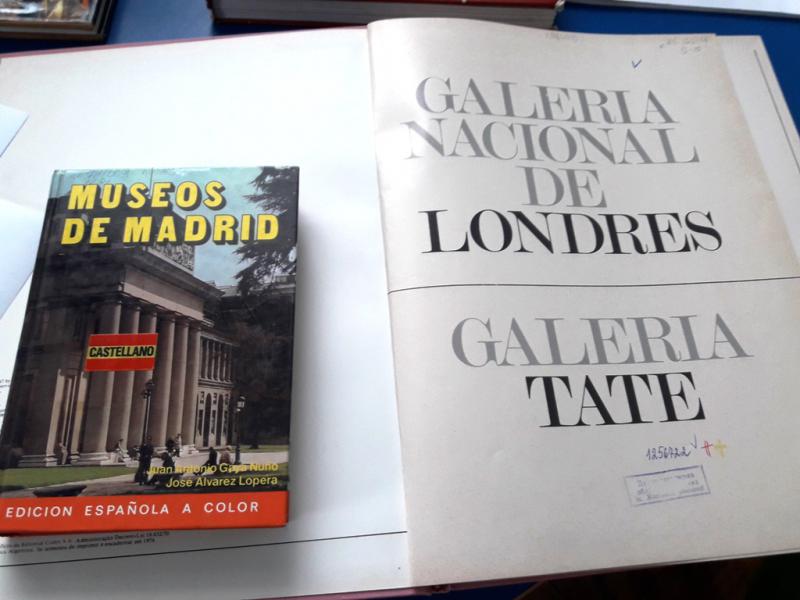 MUSEOS
DE MADRID
CASTELLANO
Juan Antonio Gaya Nuño
José Álvarez Lopera
EDICION ESPAÑOLA A COLOR
GALERIA
NACIONAL
DE
LONDRES
GALERIA
TATE
1256722